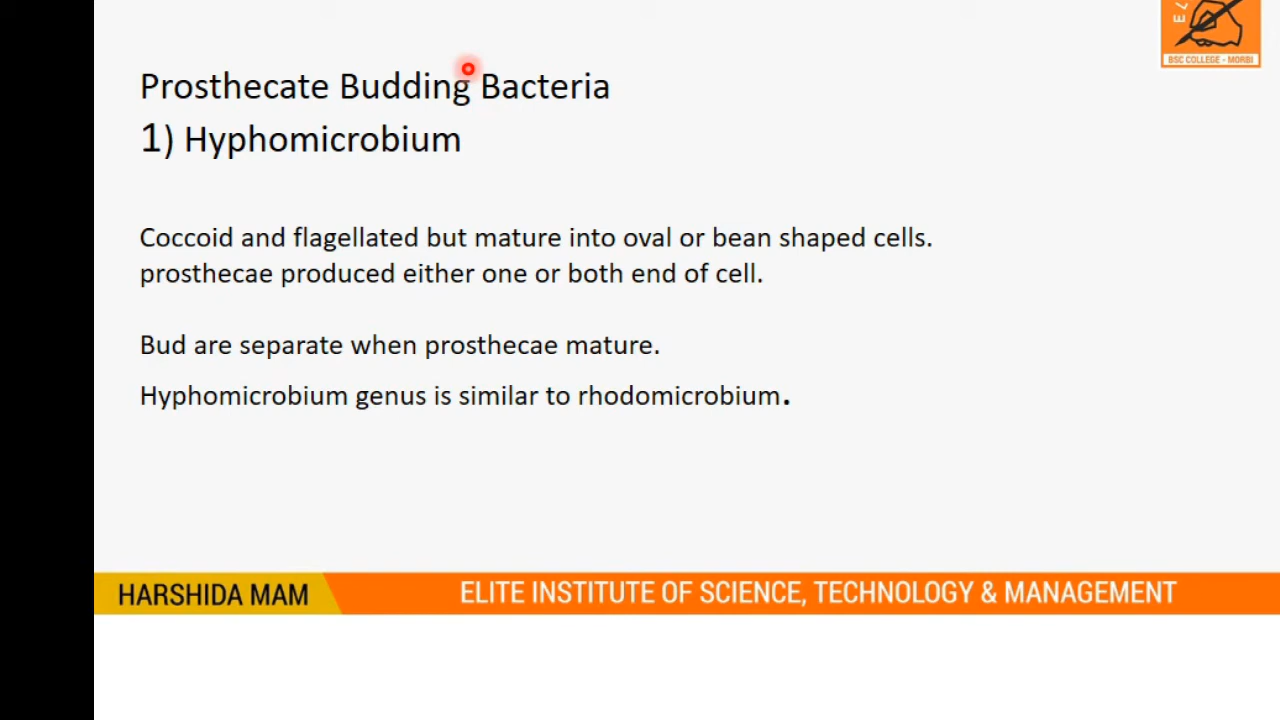 EL
BSC COLLEGE - MORBI
Prosthecate Budding Bacteria
1) Hyphomicrobium
Coccoid and flagellated but mature into oval or bean shaped cells.
prosthecae produced either one or both end of cell.
Bud are separate when prosthecae mature.
Hyphomicrobium genus is similar to rhodomicrobium.
HARSHIDA MAM
ELITE INSTITUTE OF SCIENCE, TECHNOLOGY & MANAGEMENT